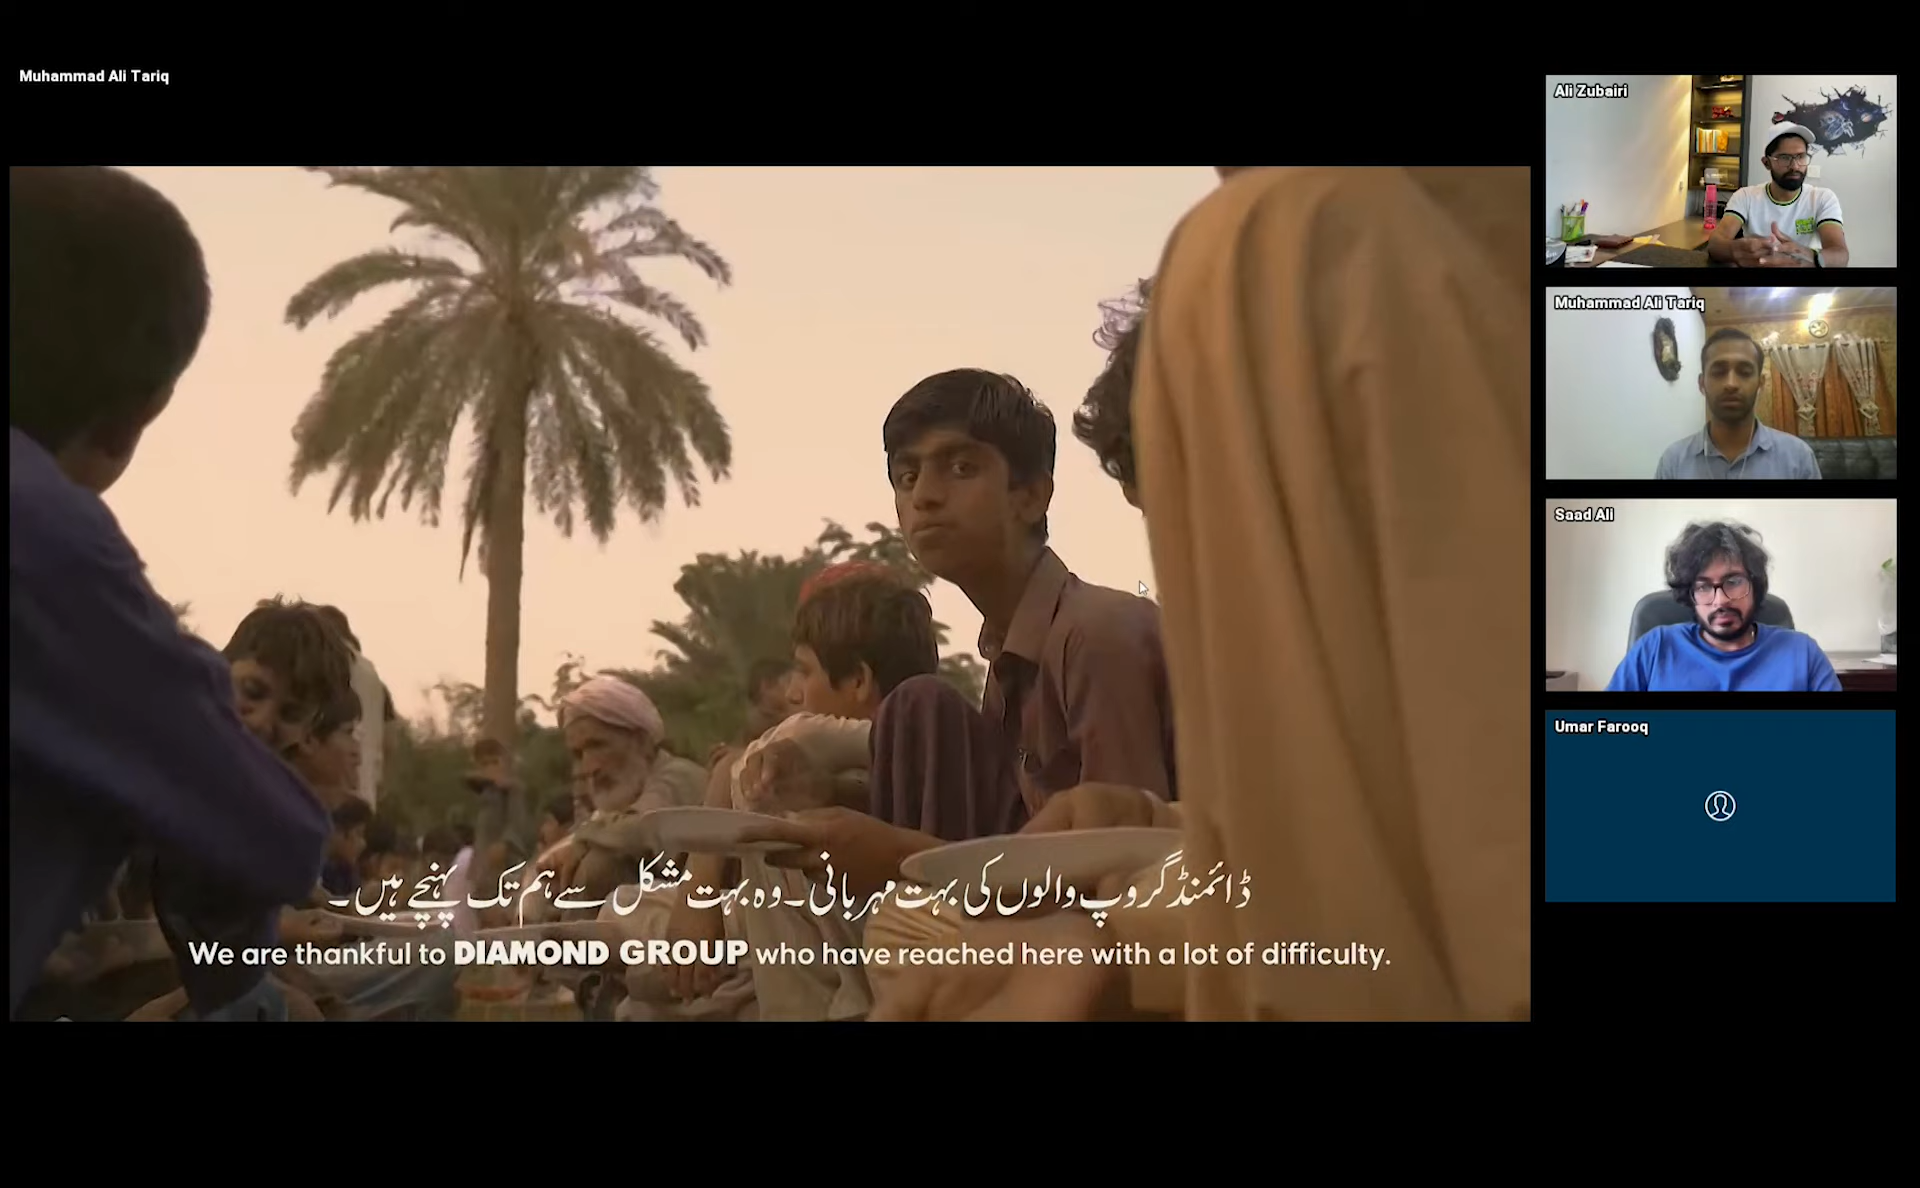 Muhammad Ali Tariq
Ali Zubairi
Muhammad Ali Tariq
Saad Ali
Umar Farooq
ڈائمنڈ گروپ والوں کی بہت مہربانی۔ وہ بہت مشکل سے ہم تک پہنچے ہیں۔
We are thankful to DIAMOND GROUP who have reached here with a lot of difficulty.